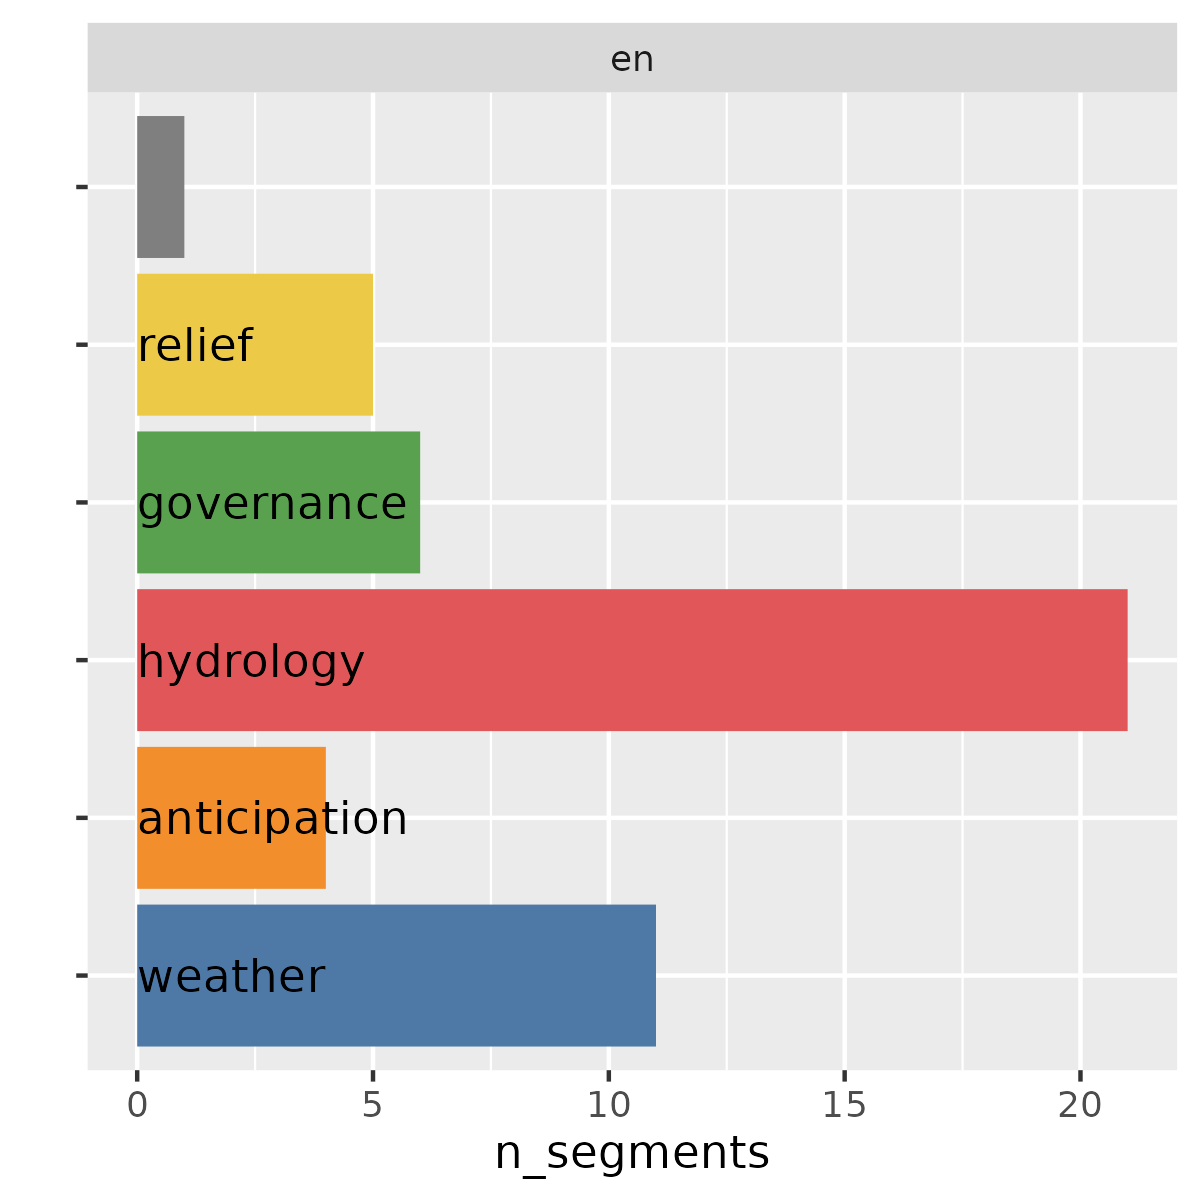 en
relief
governance
hydrology
anticipation
weather
0 5 10 15 20
n_segments